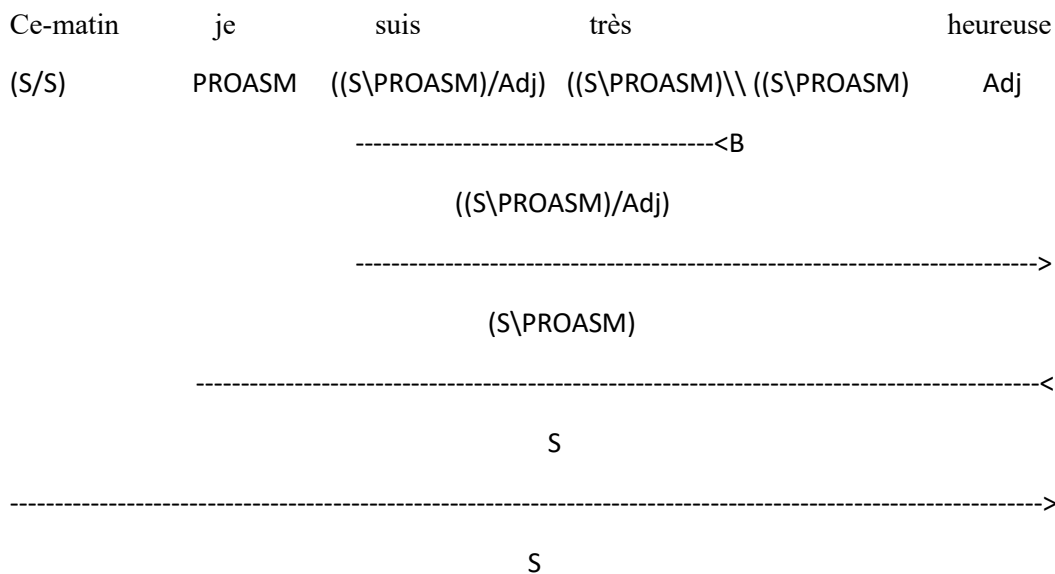 Ce-matin je suis très heureuse
(S/S) PROASM ((S\PROASM)/Adj) ((S\PROASM)\\ ((S\PROASM) Adj
----------------------------------------<B
((S\PROASM)/Adj)
---------------------------------------------------------------------------->
(S\PROASM)
----------------------------------------------------------------------------------------------<
S
------------------------------------------------------------------------------------------------------------------->
S